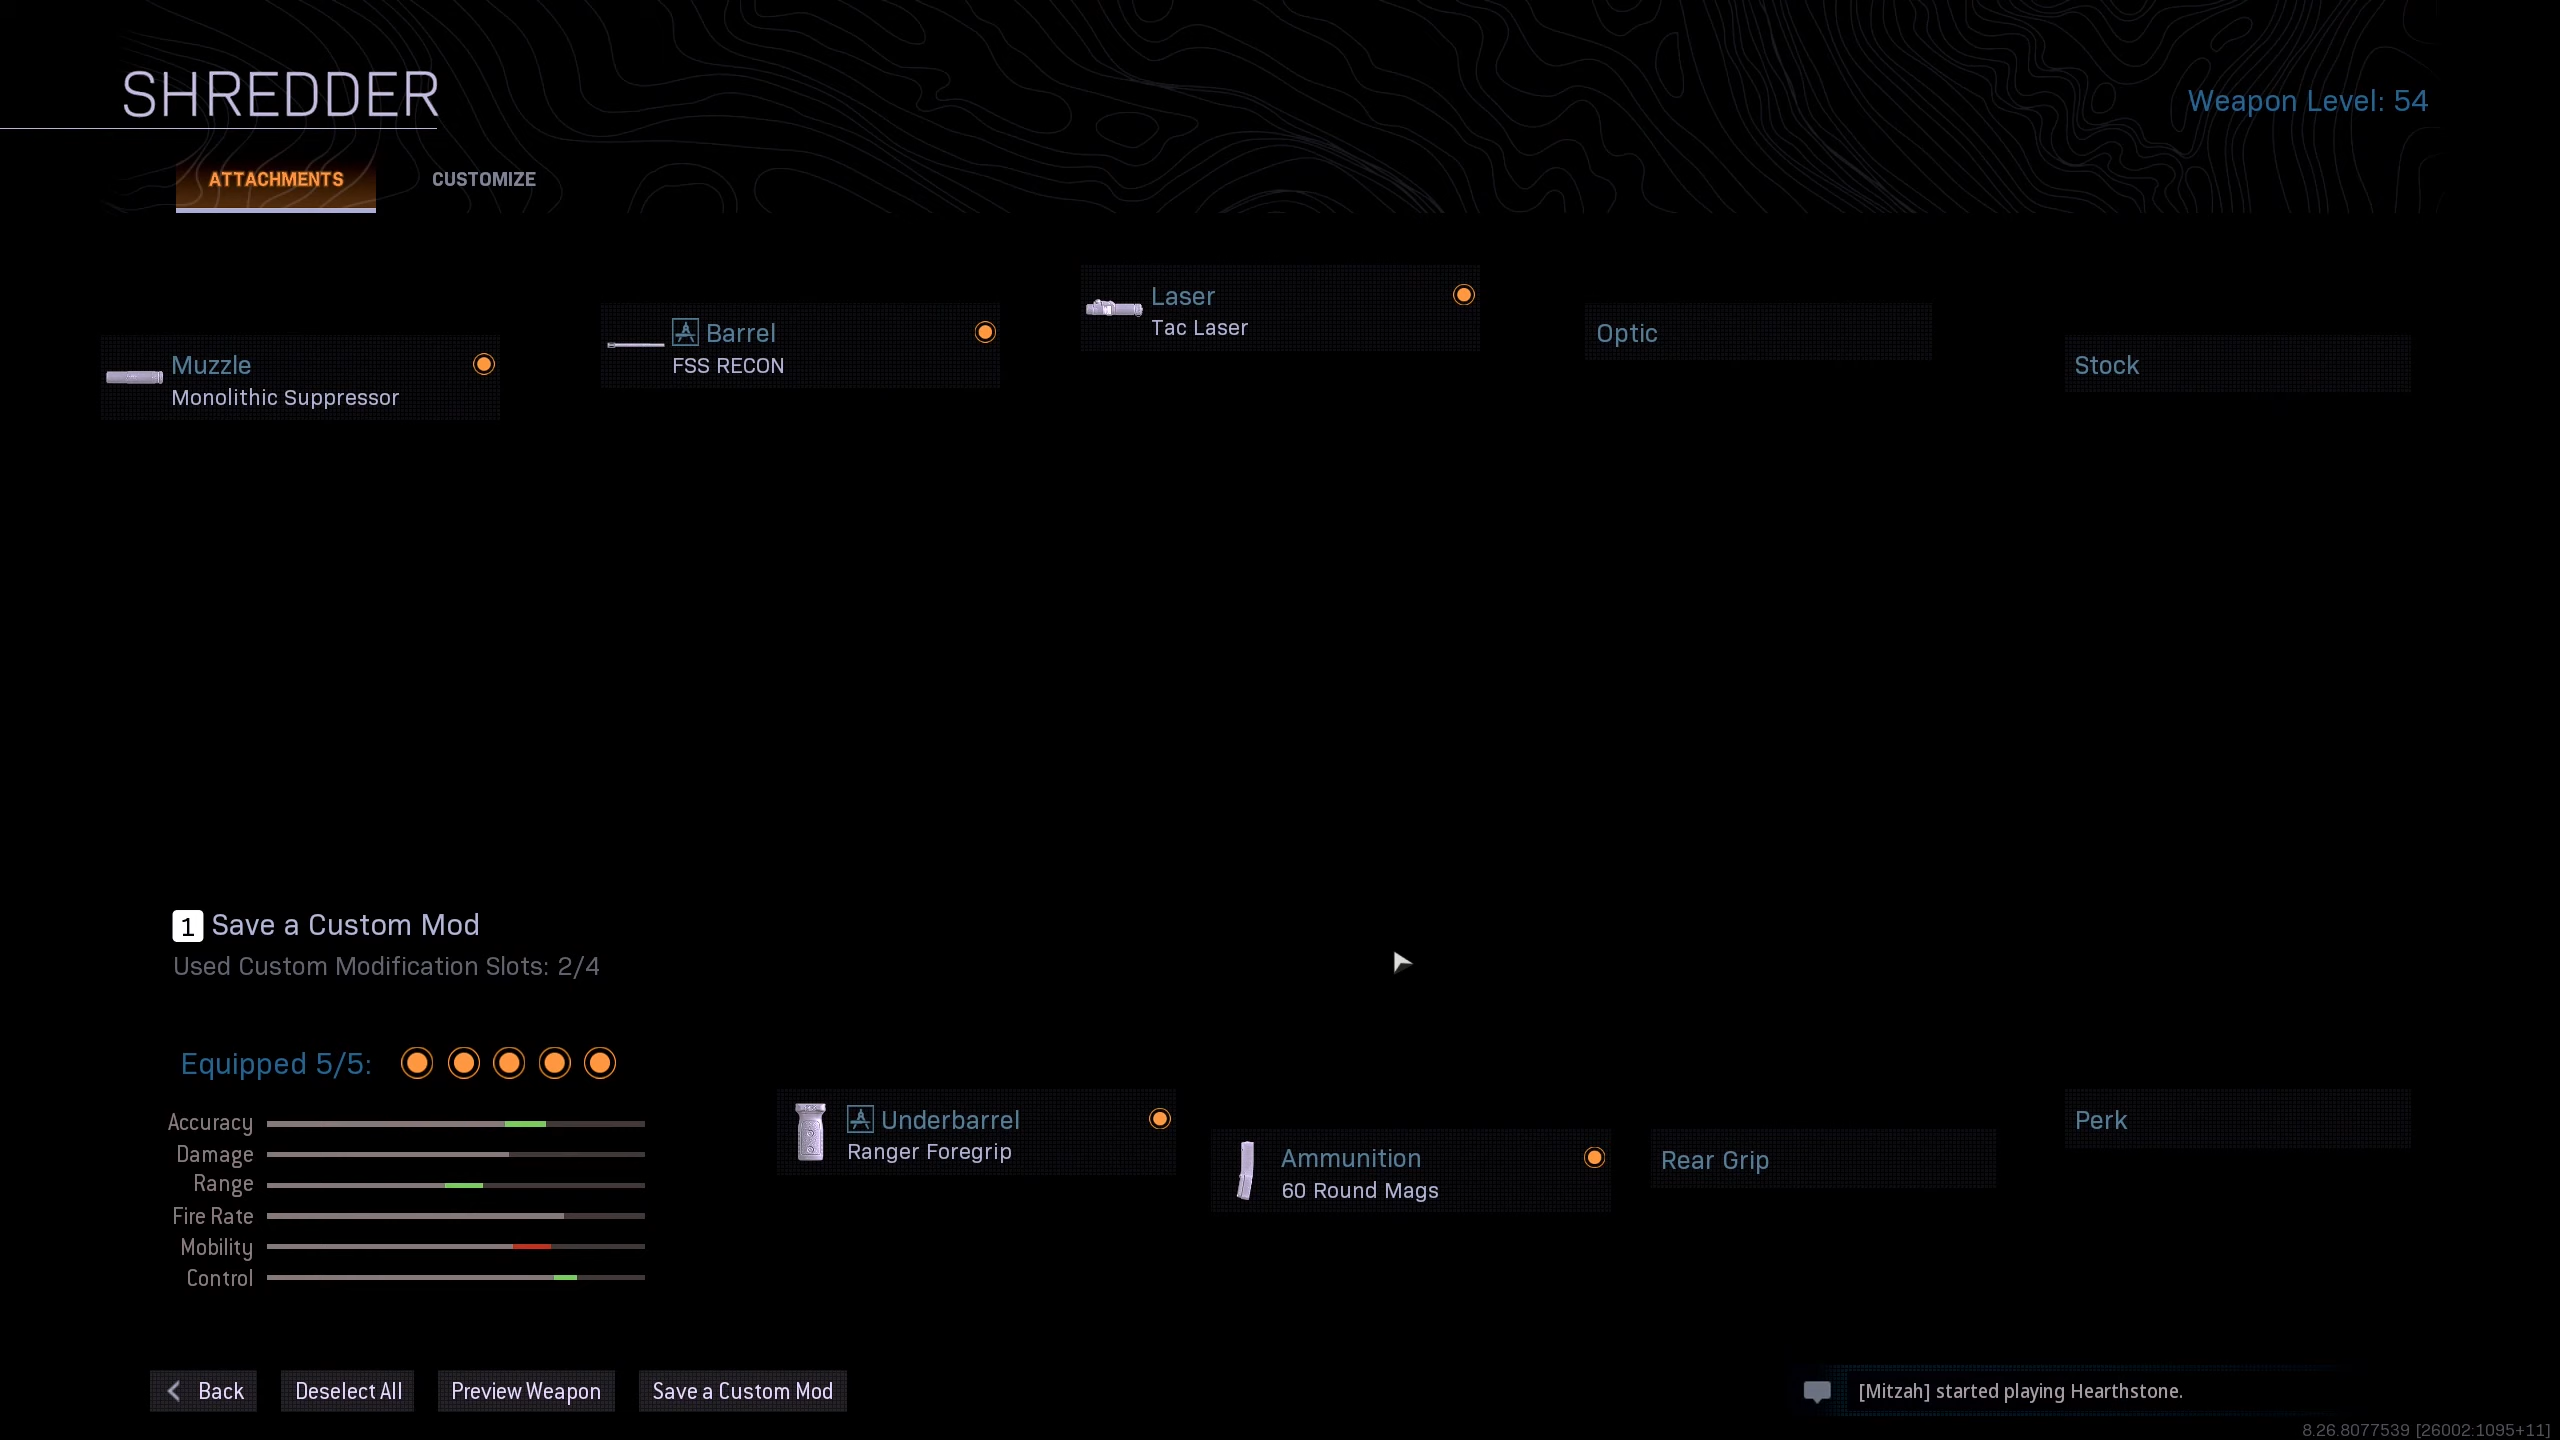 SHREDDER
Weapon Level: 54
ATTACHMENTS
CUSTOMIZE
Muzzle
Monolithic Suppressor
Barrel
FSS RECON
Laser
Tac Laser
Optic
Stock
1 Save a Custom Mod
Used Custom Modification Slots: 2/4
Equipped 5/5:
Accuracy
Damage
Range
Fire Rate
Mobility
Control
Underbarrel
Ranger Foregrip
Ammunition
60 Round Mags
Rear Grip
Perk
Back
Deselect All
Preview Weapon
Save a Custom Mod
[Mitzah] started playing Hearthstone.
8.26.8077539 [26002:1095+11]